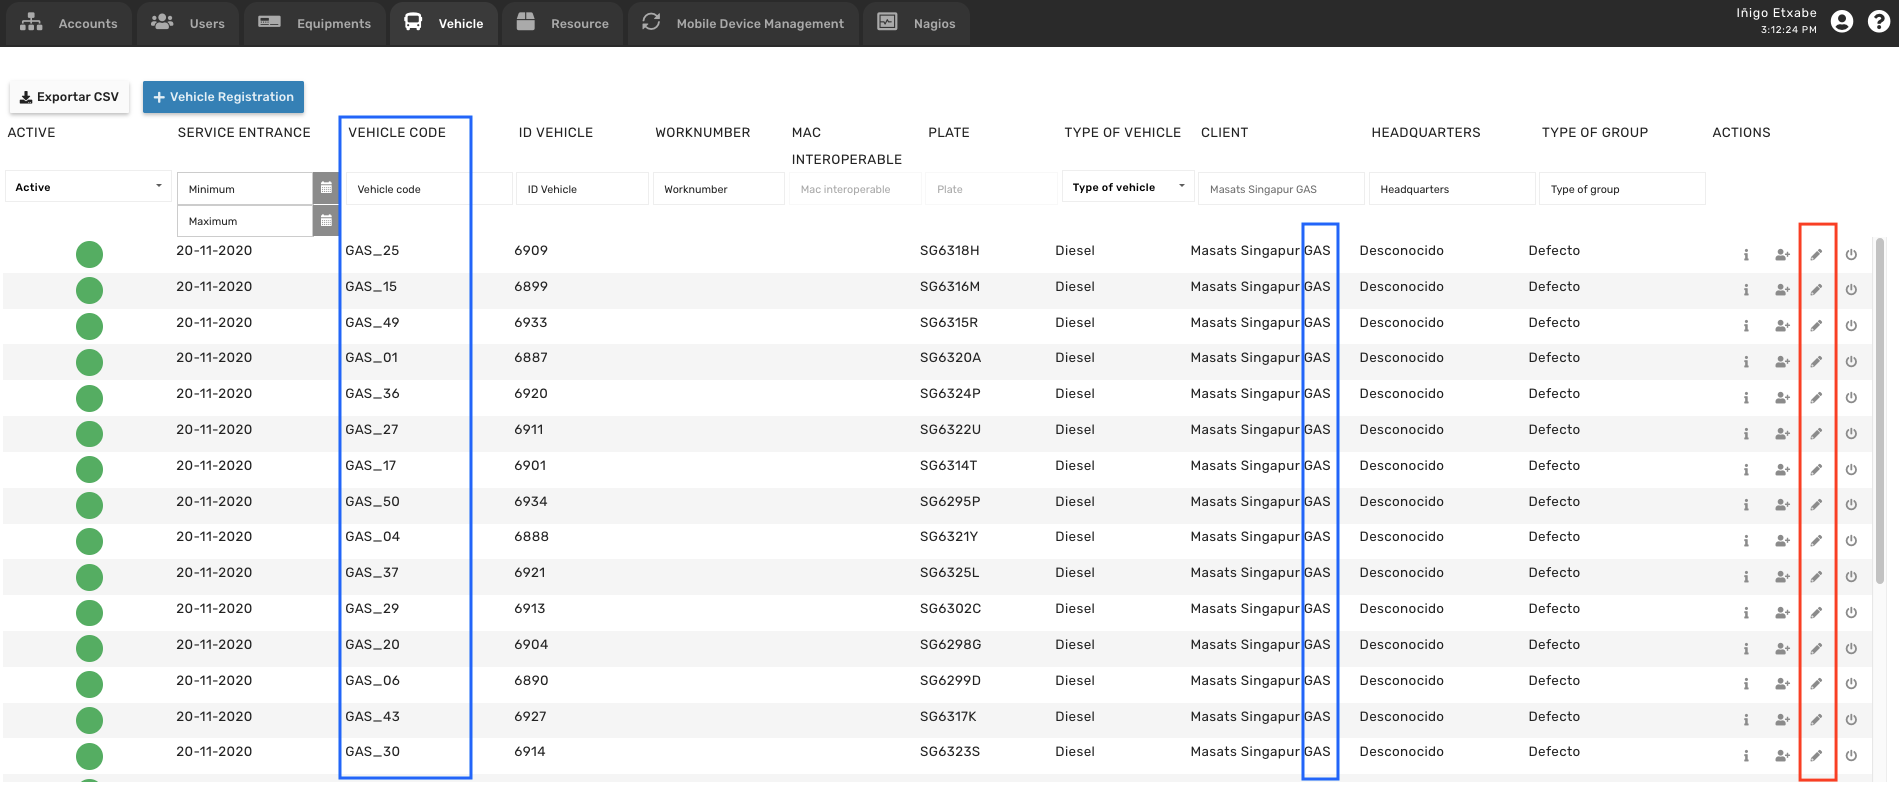 Accounts Users Equipments Vehicle Resource Mobile Device Management Nagios Iñigo Etxabe
3:12:24 PM
Exportar CSV Vehicle Registration
ACTIVE SERVICE ENTRANCE VEHICLE CODE ID VEHICLE WORKNUMBER MAC INTEROPERABLE PLATE TYPE OF VEHICLE CLIENT HEADQUARTERS TYPE OF GROUP ACTIONS
Active Minimum Vehicle code ID Vehicle Worknumber Mac interoperable Plate Type of vehicle Masats Singapur GAS Headquarters Type of group
Maximum
20-11-2020 GAS_25 6909 SG6318H Diesel Masats Singapur GAS Desconocido Defecto
20-11-2020 GAS_15 6899 SG6316M Diesel Masats Singapur GAS Desconocido Defecto
20-11-2020 GAS_49 6933 SG6315R Diesel Masats Singapur GAS Desconocido Defecto
20-11-2020 GAS_01 6887 SG6320A Diesel Masats Singapur GAS Desconocido Defecto
20-11-2020 GAS_36 6920 SG6324P Diesel Masats Singapur GAS Desconocido Defecto
20-11-2020 GAS_27 6911 SG6322U Diesel Masats Singapur GAS Desconocido Defecto
20-11-2020 GAS_17 6901 SG6314T Diesel Masats Singapur GAS Desconocido Defecto
20-11-2020 GAS_50 6934 SG6295P Diesel Masats Singapur GAS Desconocido Defecto
20-11-2020 GAS_04 6888 SG6321Y Diesel Masats Singapur GAS Desconocido Defecto
20-11-2020 GAS_37 6921 SG6325L Diesel Masats Singapur GAS Desconocido Defecto
20-11-2020 GAS_29 6913 SG6302C Diesel Masats Singapur GAS Desconocido Defecto
20-11-2020 GAS_20 6904 SG6298G Diesel Masats Singapur GAS Desconocido Defecto
20-11-2020 GAS_06 6890 SG6299D Diesel Masats Singapur GAS Desconocido Defecto
20-11-2020 GAS_43 6927 SG6317K Diesel Masats Singapur GAS Desconocido Defecto
20-11-2020 GAS_30 6914 SG6323S Diesel Masats Singapur GAS Desconocido Defecto